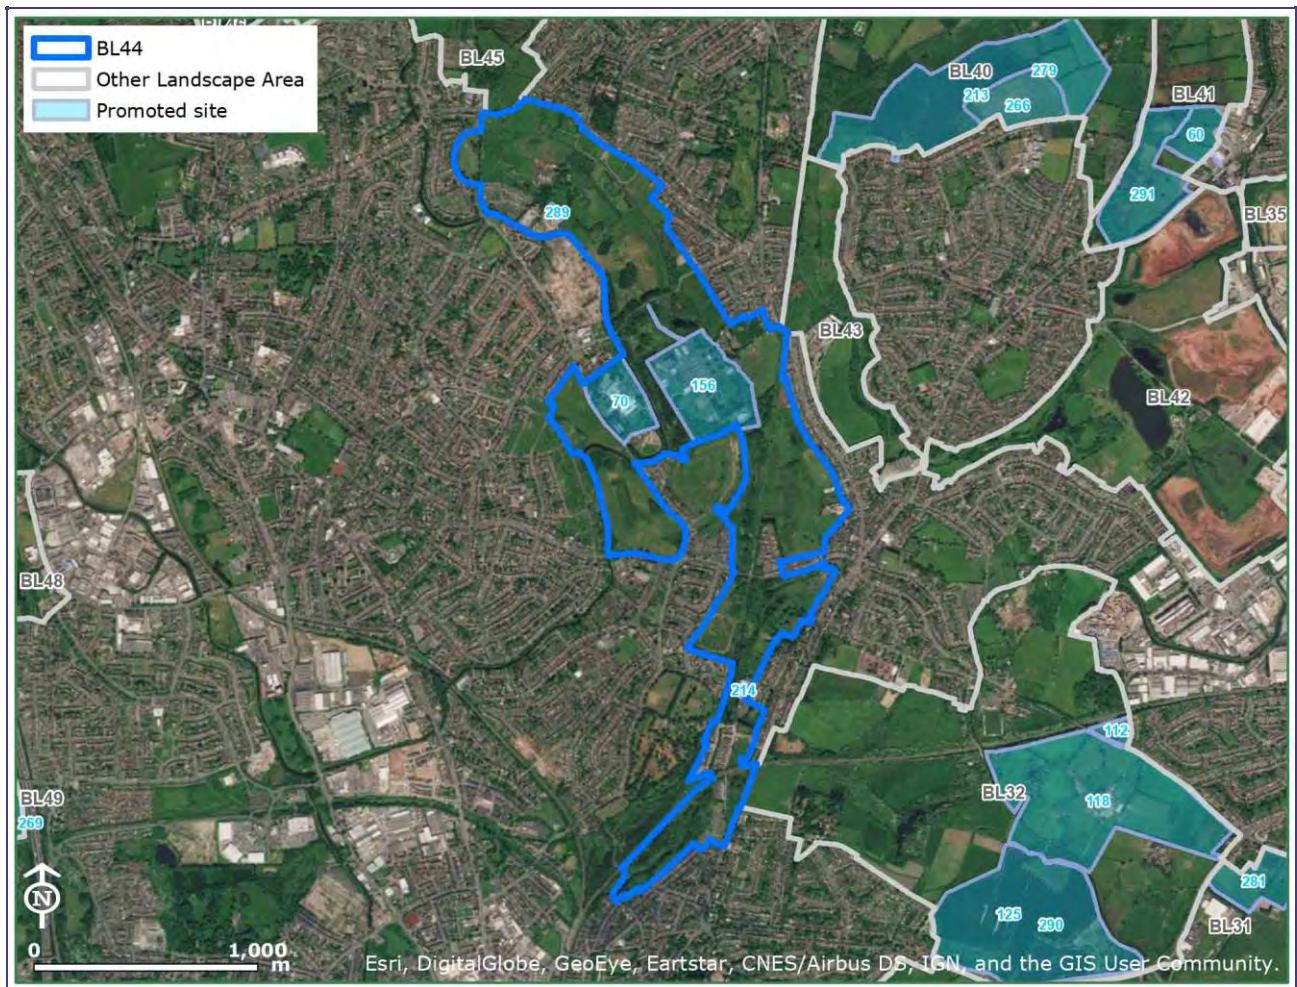 BL46
BL45
BL44
Other Landscape Area
Promoted site
BL40
279
213
266
BL41
60
291
BL35
289
BL43
156
70
BL42
BL48
214
112
BL32
118
BL49
269
281
125
290
BL31
N
0
1,000
m
Esri, DigitalGlobe, GeoEye, Eartstar, CNES/Airbus DS, IGN, and the GIS User Community.